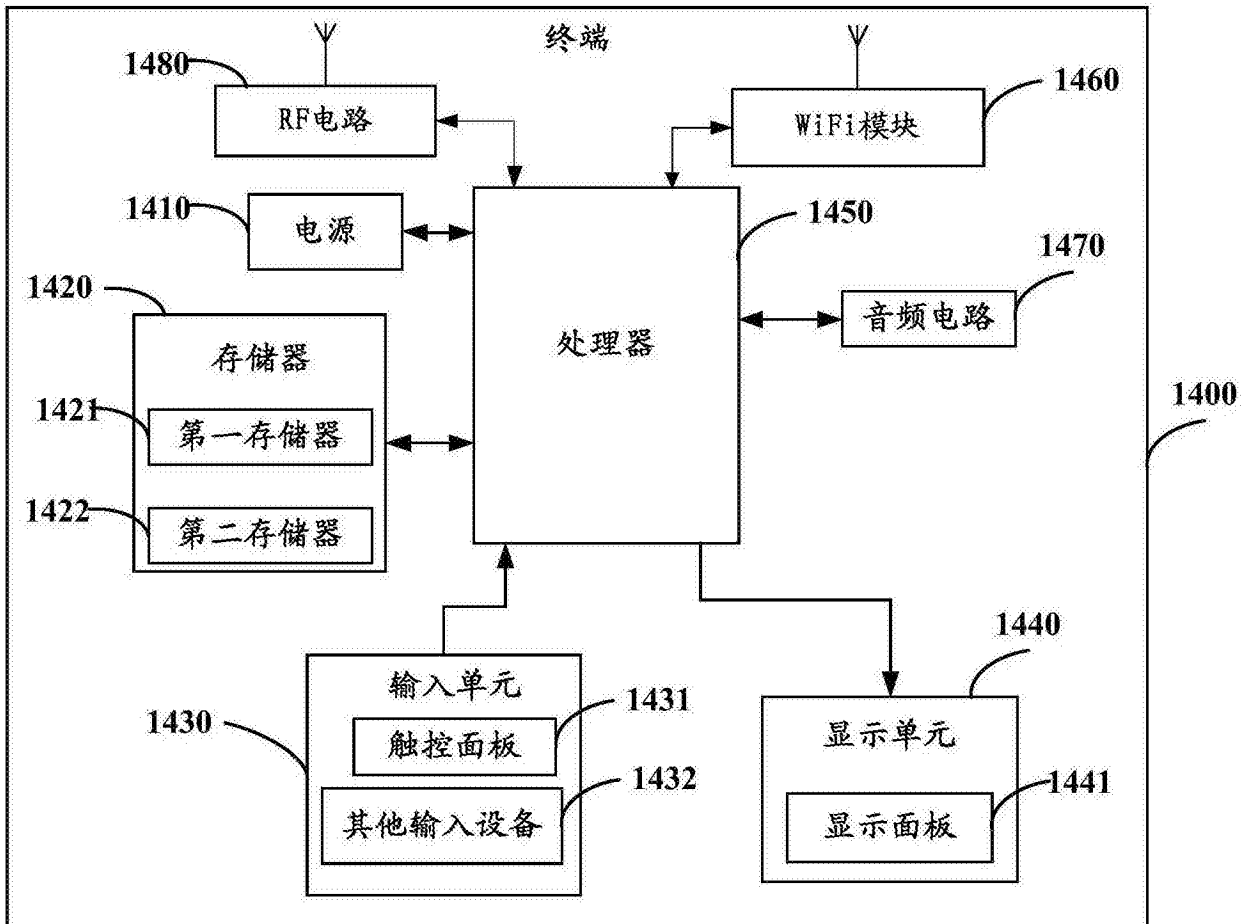 终端
1480
RF电路
WiFi模块
1460
1410
电源
处理器
1450
1470
音频电路
1420
存储器
1421
第一存储器
1422
第二存储器
1400
1430
输入单元
触控面板
1431
其他输入设备
1432
1440
显示单元
显示面板
1441